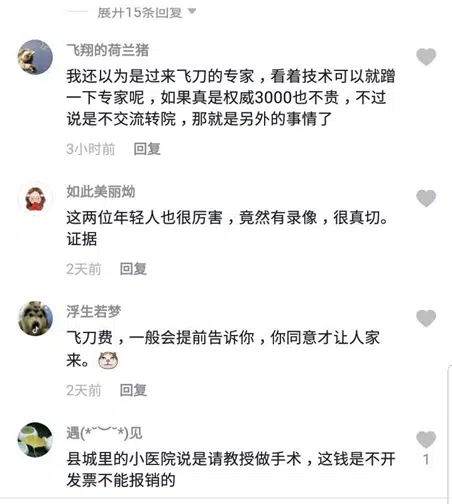 展开15条回复
飞翔的荷兰猪
我还以为是过来飞刀的专家，看着技术可以就蹭
一下专家呢，如果真是权威3000也不贵，不过
说是不交流转院，那就是另外的事情了
3小时前 回复
如此美丽灿
这两位年轻人也很厉害，竟然有录像，很真切。
证据
2天前 回复
浮生若梦
飞刀费，一般会提前告诉你，你同意才让人家
来。
2天前 回复
遇(*˘︶˘*)见
1
县城里的小医院说是请教授做手术，这钱是不开
发票不能报销的